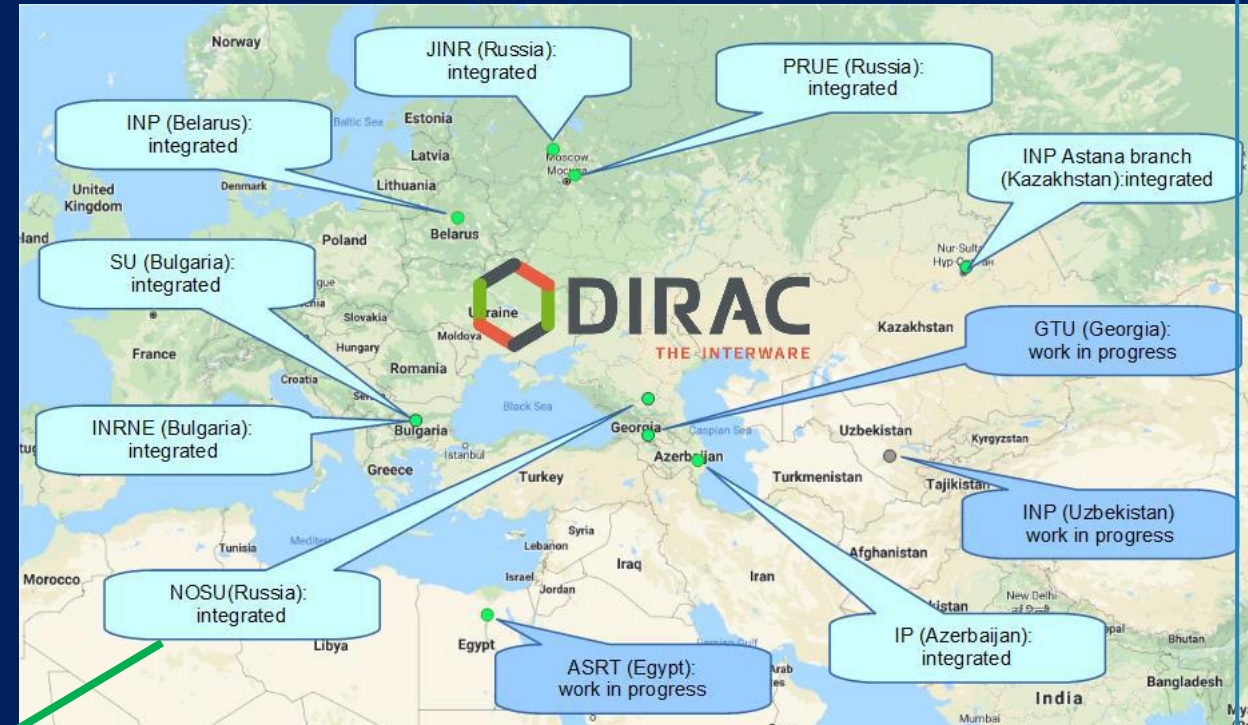 Norway
JINR (Russia):
integrated
PRUE (Russia):
integrated
INP (Belarus):
integrated
Baltic Sea
Estonia
Latvia
Moscow
INP Astana branch
(Kazakhstan):integrated
United
Kingdom
Denmark
Lithuania
Poland
Belarus
SU (Bulgaria):
integrated
DIRAC
THE INTERWARE
Slovakia
Moldova
Kazakhstan
GTU (Georgia):
work in progress
France
Hungary
Romania
Croatia
Black Sea
INRNE (Bulgaria):
integrated
Bulgaria
Istanbul
Georgia
Caspian Sea
Uzbekistan
Kyrgyzstan
Greece
Turkey
Azerbaijan
Turkmenistan
Tajikistan
INP (Uzbekistan)
work in progress
Tunisia
Syria
Lebanon
Iraq
Afghanistan
Morocco
NOSU(Russia):
integrated
Israel
Jordan
Iran
New Delhi
Libya
Egypt
IP (Azerbaijan):
integrated
Bhutan
ASRT (Egypt):
work in progress
Bangladesh
India
Mumbai